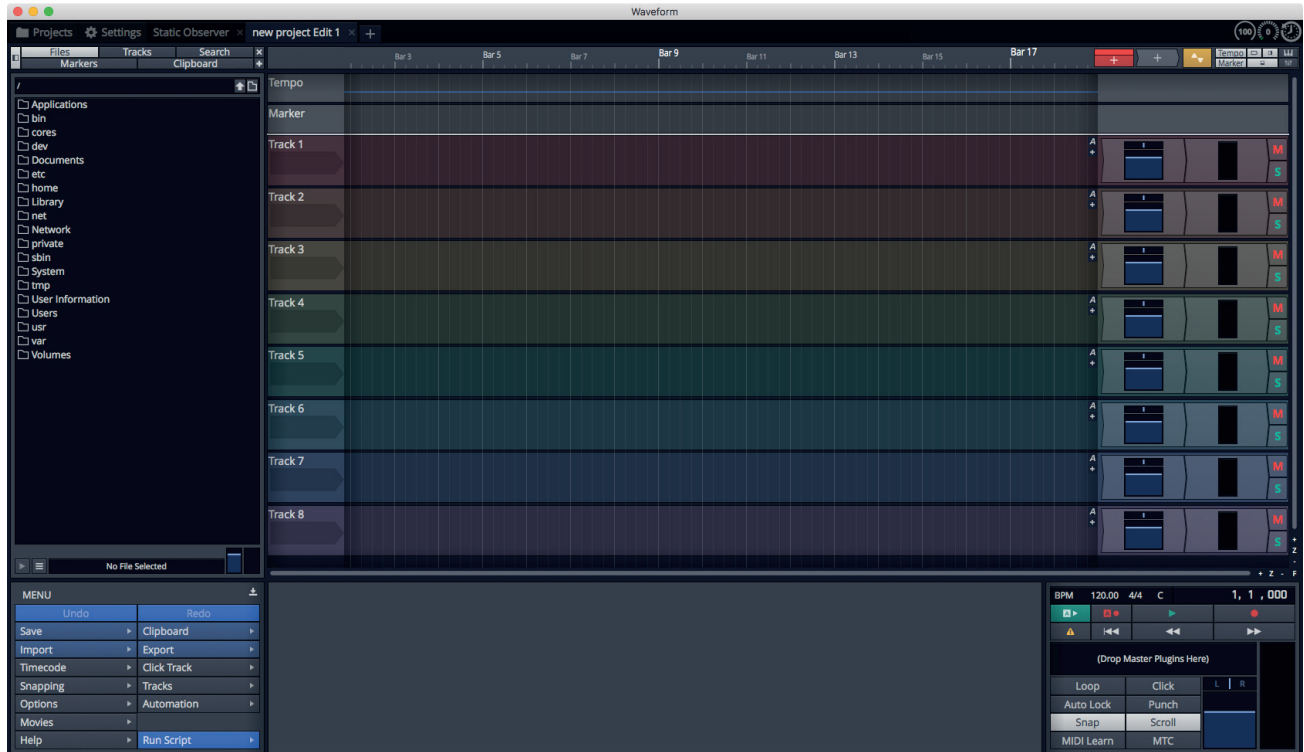 Waveform
Projects Settings Static Observer × new project Edit 1 × +
100 0
Files Tracks Search ×
Markers Clipboard +
Bar 3 Bar 5 Bar 7 Bar 9 Bar 11 Bar 13 Bar 15 Bar 17
+ +
Tempo
Marker
/
Applications
bin
cores
dev
Documents
etc
home
Library
net
Network
private
sbin
System
tmp
User Information
Users
usr
var
Volumes
No File Selected
Tempo
Marker
Track 1 A + M S
Track 2 A + M S
Track 3 A + M S
Track 4 A + M S
Track 5 A + M S
Track 6 A + M S
Track 7 A + M S
Track 8 A + M S
+ Z -
+ Z - F
MENU
Undo Redo
Save Clipboard
Import Export
Timecode Click Track
Snapping Tracks
Options Automation
Movies
Help Run Script
BPM 120.00 4/4 C 1, 1 , 000
A A
(Drop Master Plugins Here)
Loop Click L R
Auto Lock Punch
Snap Scroll
MIDI Learn MTC